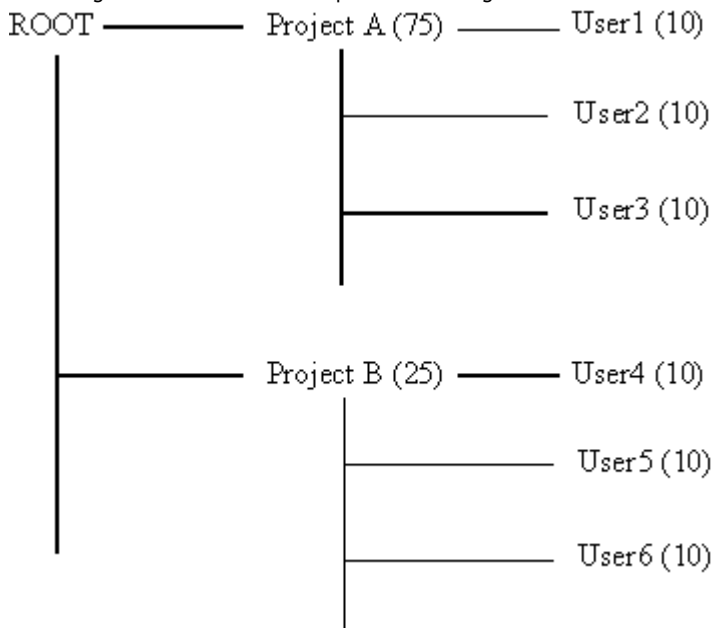 ROOT Project A (75) User1 (10)
User2 (10)
User3 (10)
Project B (25) User4 (10)
User5 (10)
User6 (10)